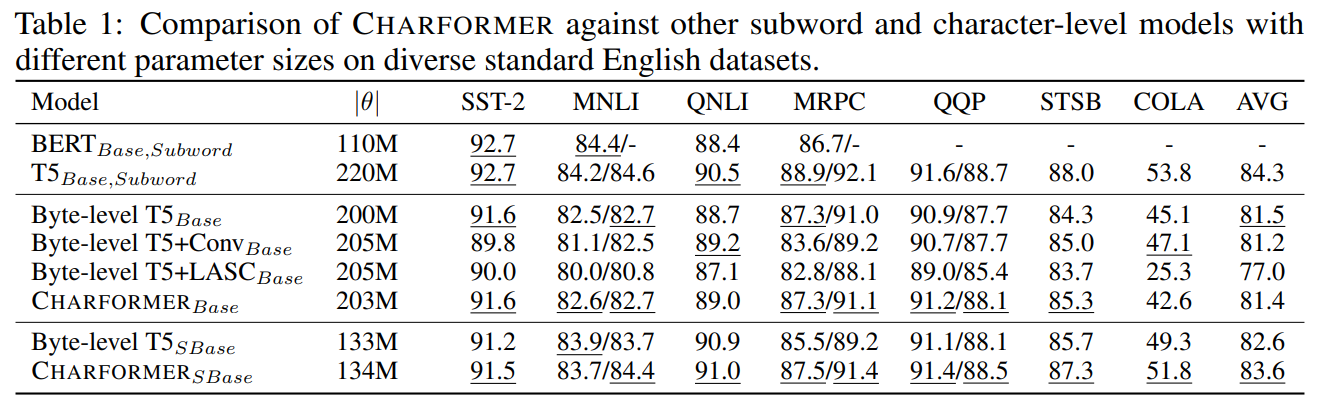 Table 1: Comparison of CHARFORMER against other subword and character-level models with
different parameter sizes on diverse standard English datasets.
Model |θ| SST-2 MNLI QNLI MRPC QQP STSB COLA AVG
BERT Base,Subword 110M 92.7 84.4/- 88.4 86.7/- - - - -
T5 Base,Subword 220M 92.7 84.2/84.6 90.5 88.9/92.1 91.6/88.7 88.0 53.8 84.3
Byte-level T5 Base 200M 91.6 82.5/82.7 88.7 87.3/91.0 90.9/87.7 84.3 45.1 81.5
Byte-level T5+Conv Base 205M 89.8 81.1/82.5 89.2 83.6/89.2 90.7/87.7 85.0 47.1 81.2
Byte-level T5+LASC Base 205M 90.0 80.0/80.8 87.1 82.8/88.1 89.0/85.4 83.7 25.3 77.0
CHARFORMER Base 203M 91.6 82.6/82.7 89.0 87.3/91.1 91.2/88.1 85.3 42.6 81.4
Byte-level T5 SBase 133M 91.2 83.9/83.7 90.9 85.5/89.2 91.1/88.1 85.7 49.3 82.6
CHARFORMER SBase 134M 91.5 83.7/84.4 91.0 87.5/91.4 91.4/88.5 87.3 51.8 83.6